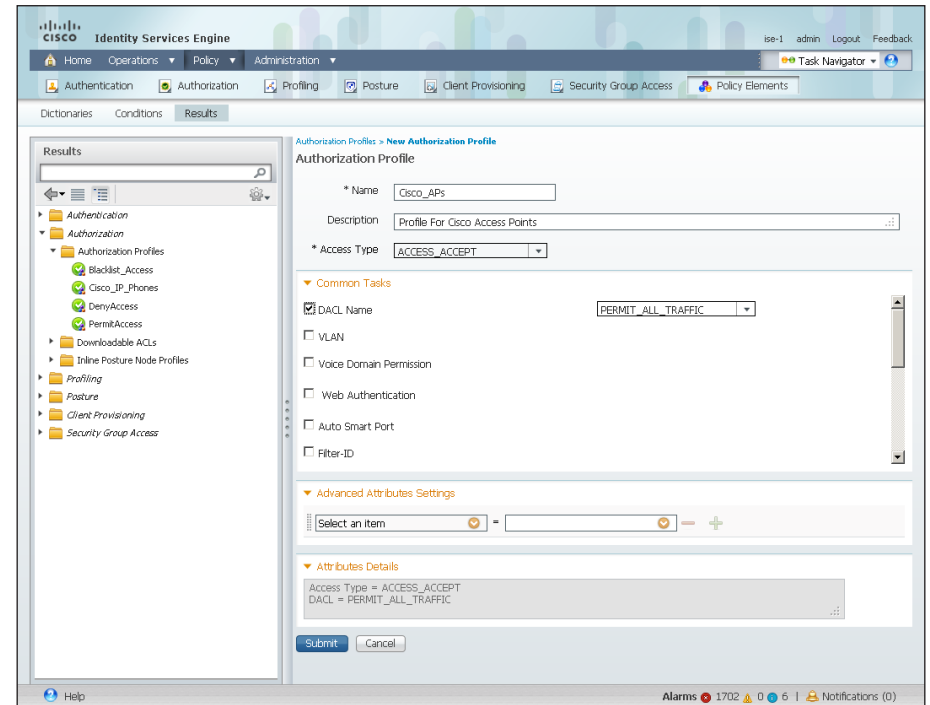 CISCO Identity Services Engine
ise-1 admin Logout Feedback
Home Operations Policy Administration
Task Navigator
Authentication Authorization Profiling Posture Client Provisioning Security Group Access Policy Elements
Dictionaries Conditions Results
Results
Authentication
Authorization
Authorization Profiles
Blacklist_Access
Cisco_IP_Phones
DenyAccess
PermitAccess
Downloadable ACLs
Inline Posture Node Profiles
Profiling
Posture
Client Provisioning
Security Group Access
Authorization Profiles > New Authorization Profile
Authorization Profile
* Name Cisco_APs
Description Profile For Cisco Access Points
* Access Type ACCESS_ACCEPT
Common Tasks
DACL Name PERMIT_ALL_TRAFFIC
VLAN
Voice Domain Permission
Web Authentication
Auto Smart Port
Filter-ID
Advanced Attributes Settings
Select an item =
Attributes Details
Access Type = ACCESS_ACCEPT
DACL = PERMIT_ALL_TRAFFIC
Submit Cancel
Help
Alarms 1702 0 6 | Notifications (0)